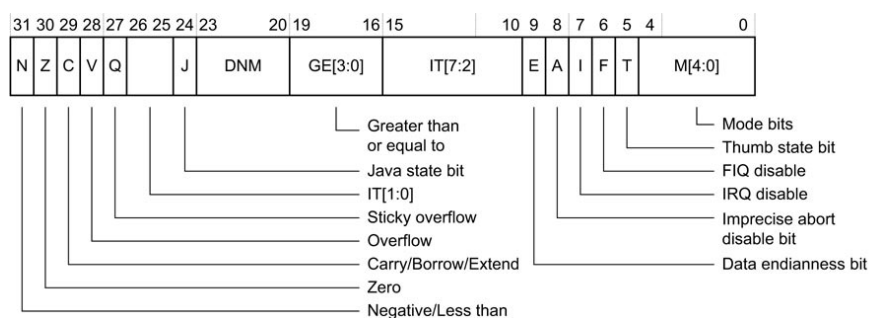 31 30 29 28 27 26 25 24 23 20 19 16 15 10 9 8 7 6 5 4 0
N Z C V Q J DNM GE[3:0] IT[7:2] E A I F T M[4:0]
Greater than
or equal to
Java state bit
IT[1:0]
Sticky overflow
Overflow
Carry/Borrow/Extend
Zero
Negative/Less than
Mode bits
Thumb state bit
FIQ disable
IRQ disable
Imprecise abort
disable bit
Data endianness bit